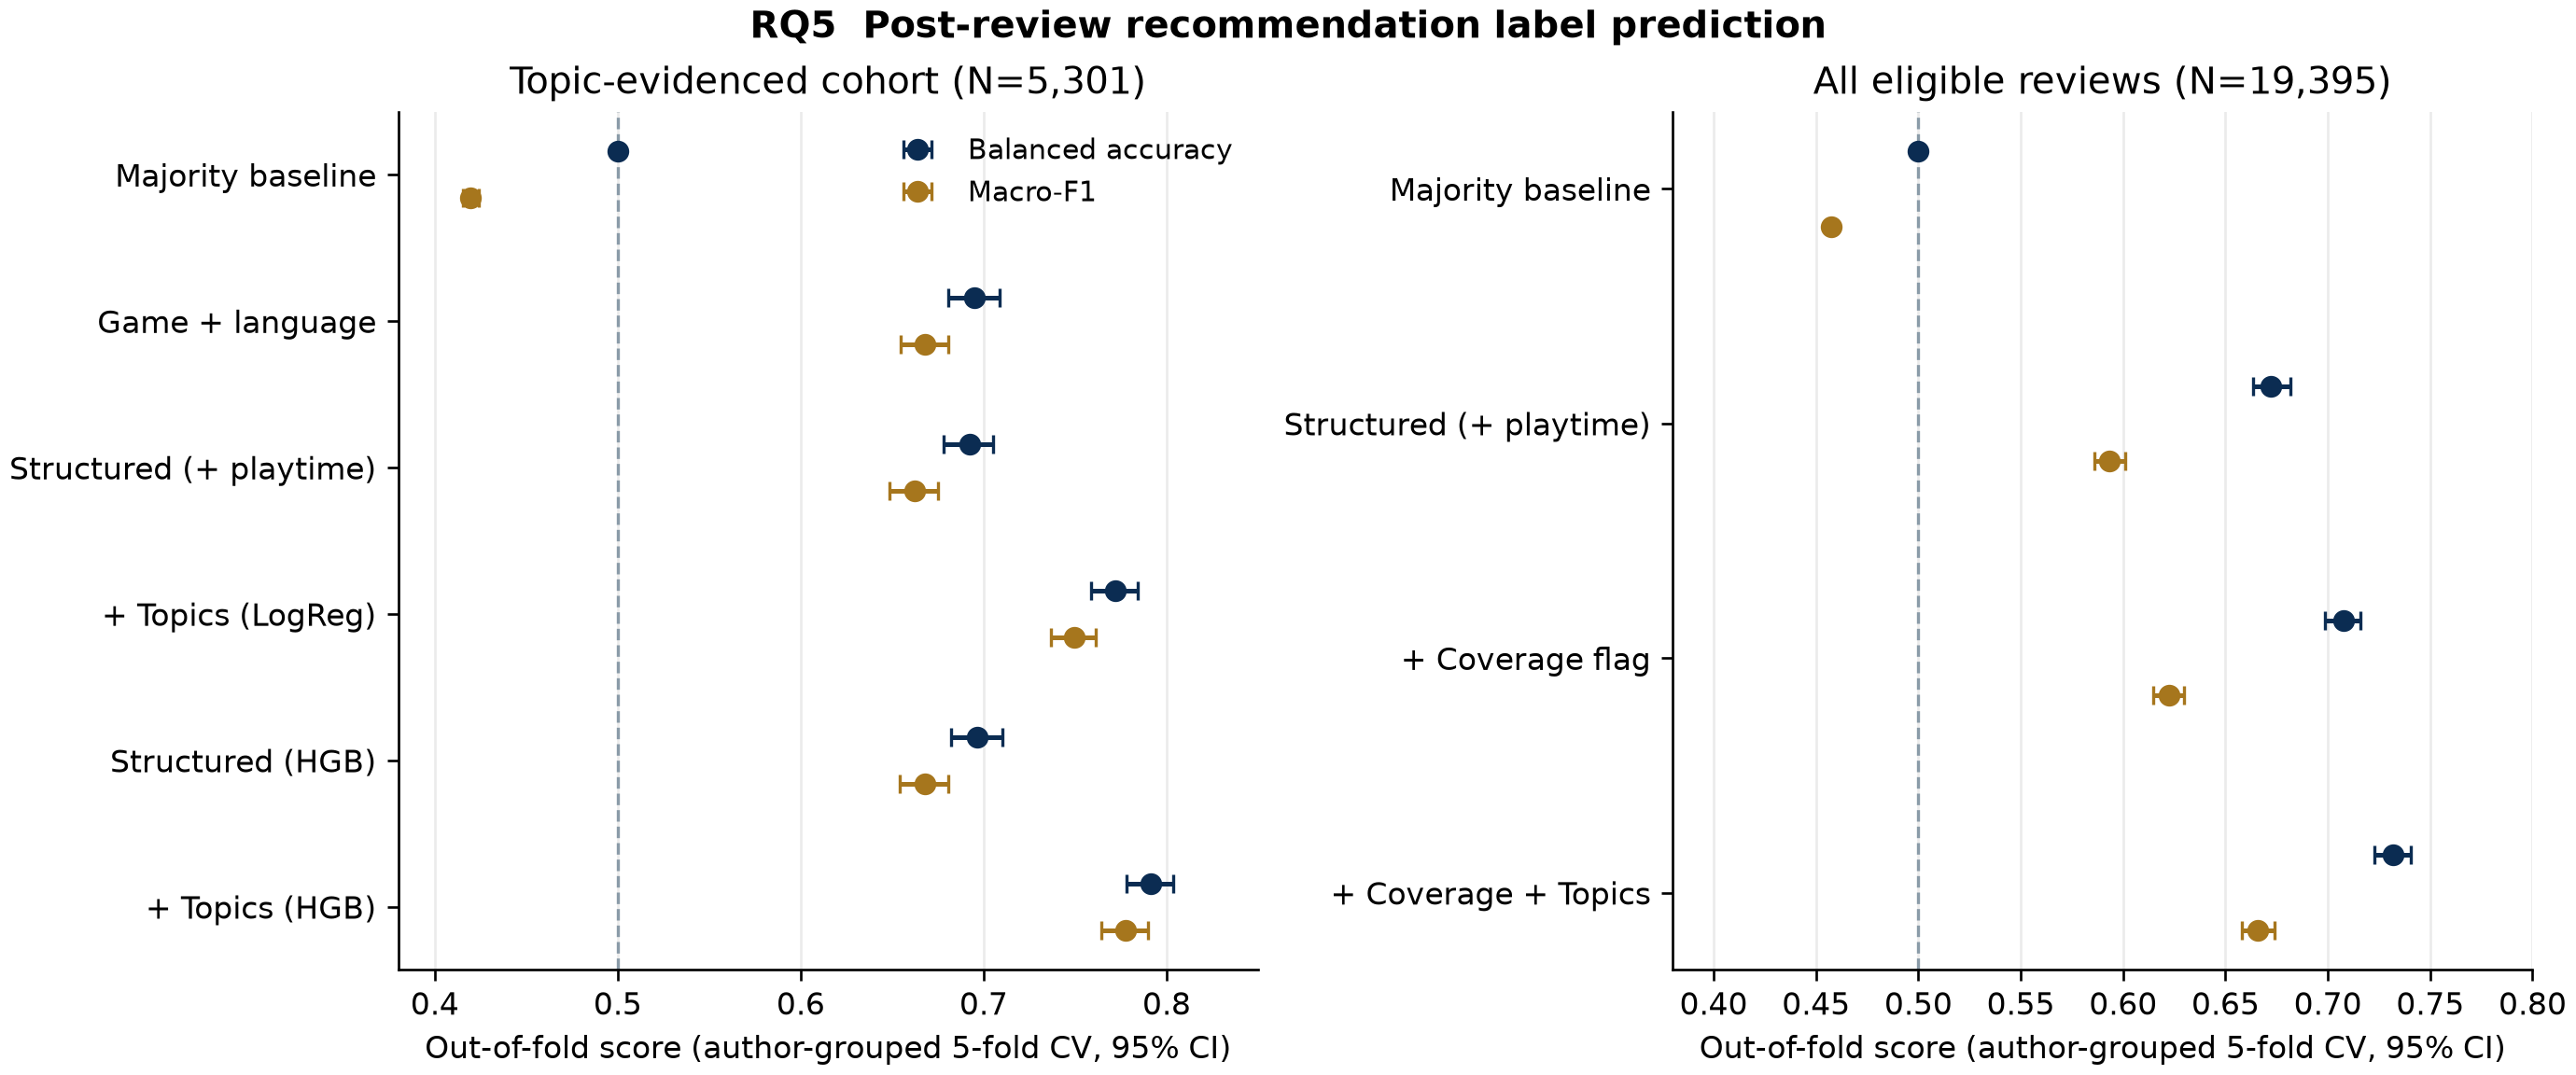 RQ5  Post-review recommendation label prediction
Topic-evidenced cohort (N=5,301)
Balanced accuracy
Macro-F1
Majority baseline
Game + language
Structured (+ playtime)
+ Topics (LogReg)
Structured (HGB)
+ Topics (HGB)
0.4 0.5 0.6 0.7 0.8
Out-of-fold score (author-grouped 5-fold CV, 95% CI)
All eligible reviews (N=19,395)
Majority baseline
Structured (+ playtime)
+ Coverage flag
+ Coverage + Topics
0.40 0.45 0.50 0.55 0.60 0.65 0.70 0.75 0.80
Out-of-fold score (author-grouped 5-fold CV, 95% CI)